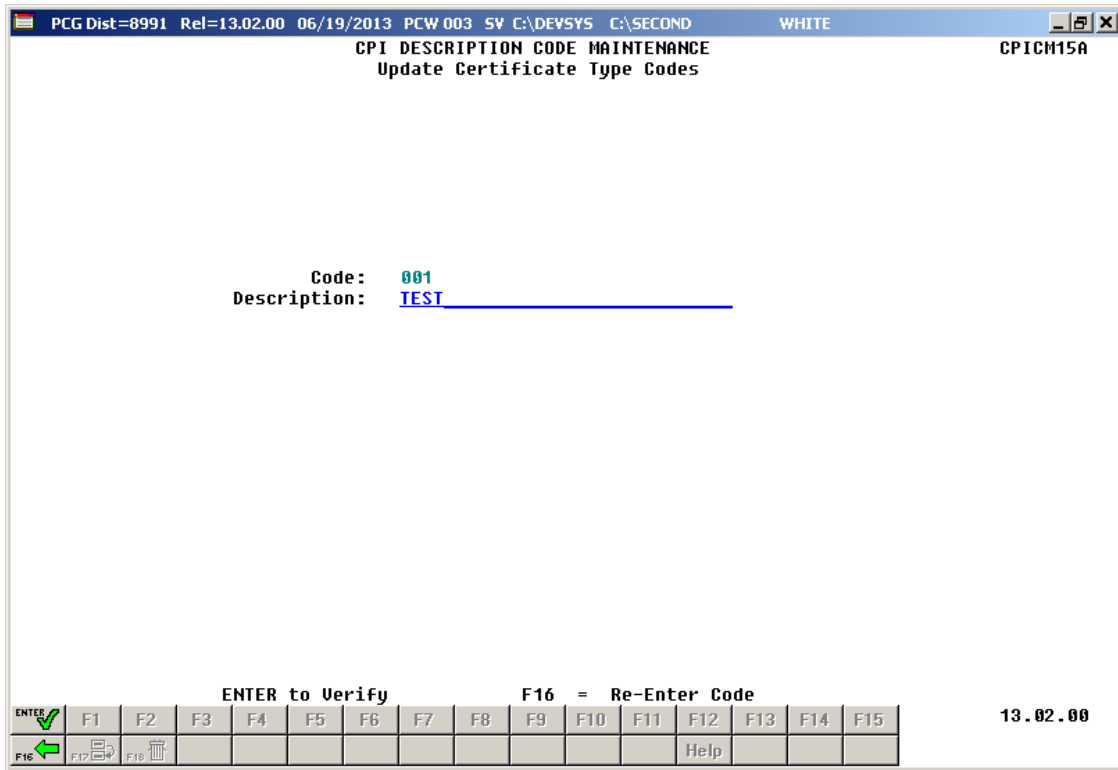 PCG Dist=8991 Rel=13.02.00 06/19/2013 PCW 003 SV C:\DEVSYS C:\SECOND WHITE
CPI DESCRIPTION CODE MAINTENANCE CPICM15A
Update Certificate Type Codes
Code: 001
Description: TEST
ENTER to Verify F16 = Re-Enter Code
ENTER F1 F2 F3 F4 F5 F6 F7 F8 F9 F10 F11 F12 F13 F14 F15 13.02.00
F16 F17 F18 Help